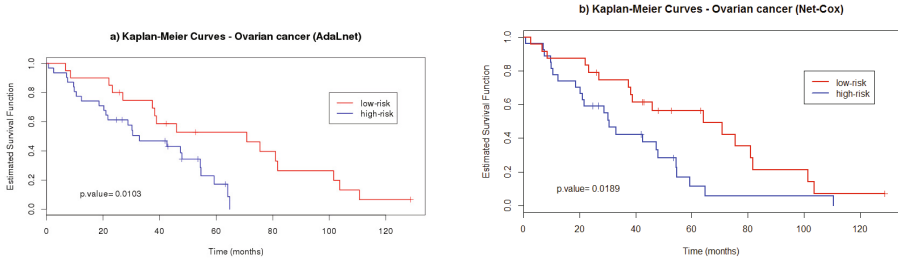 a) Kaplan-Meier Curves - Ovarian cancer (AdaLnet)
Estimated Survival Function
1.0
0.8
0.6
0.4
0.2
0.0
low-risk
high-risk
p.value= 0.0103
0 20 40 60 80 100 120
Time (months)
b) Kaplan-Meier Curves - Ovarian cancer (Net-Cox)
Estimated Survival Function
1.0
0.8
0.6
0.4
0.2
0.0
low-risk
high-risk
p.value= 0.0189
0 20 40 60 80 100 120
Time (months)